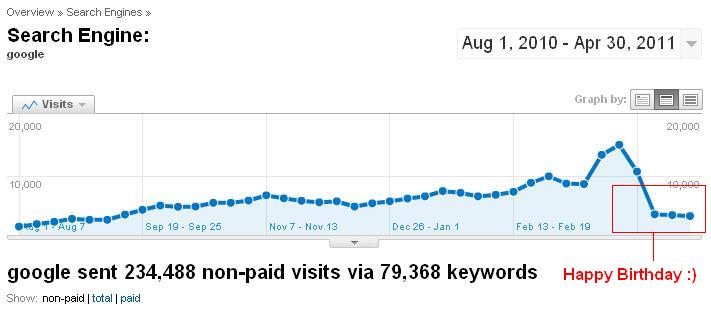 Overview » Search Engines »
Search Engine:
google
Aug 1, 2010 - Apr 30, 2011
Visits
Graph by:
20,000 20,000
10,000 10,000
Aug 1 - Aug 7 Sep 19 - Sep 25 Nov 7 - Nov 13 Dec 26 - Jan 1 Feb 13 - Feb 19
google sent 234,488 non-paid visits via 79,368 keywords
Happy Birthday :)
Show: non-paid | total | paid